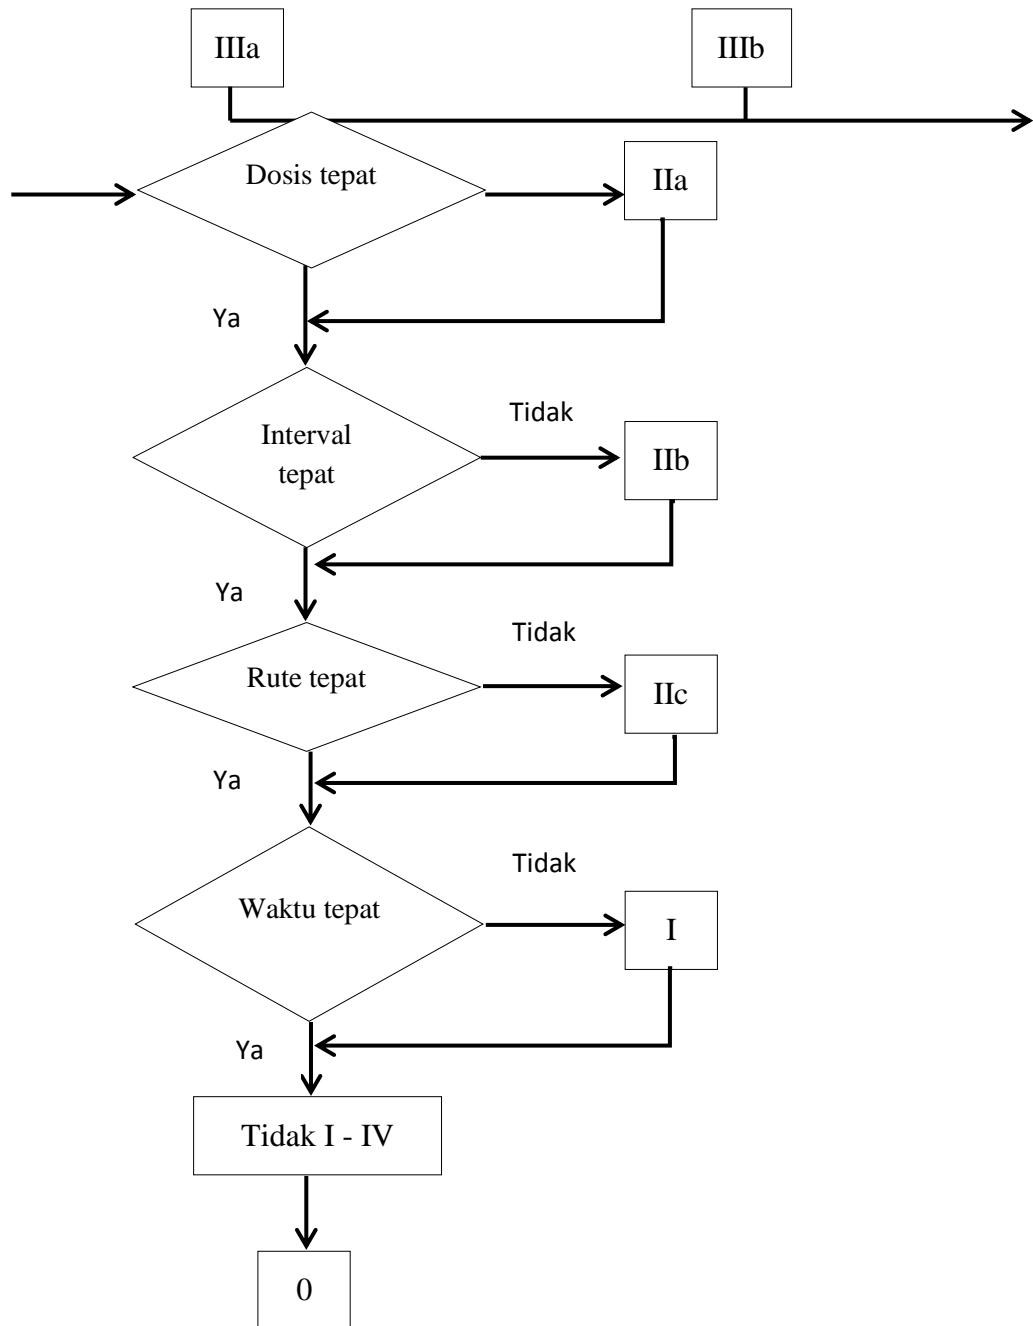 IIIa
IIIb
Dosis tepat
IIa
Ya
Tidak
Interval
tepat
IIb
Ya
Tidak
Rute tepat
IIc
Ya
Tidak
Waktu tepat
I
Ya
Tidak I - IV
0